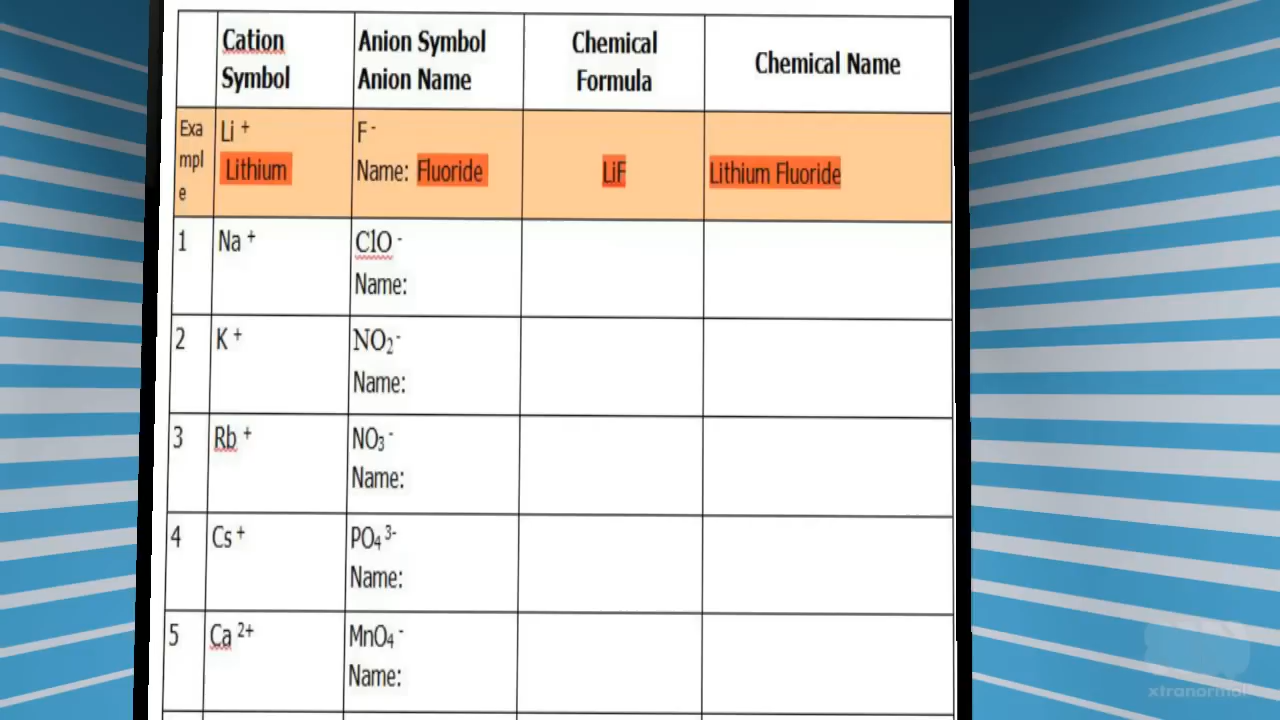 Cation
Symbol
Anion Symbol
Anion Name
Chemical
Formula
Chemical Name
Exa
mpl
e
Li +
Lithium
F -
Name: Fluoride
LiF
Lithium Fluoride
1
Na +
ClO -
Name:
2
K +
NO2 -
Name:
3
Rb +
NO3 -
Name:
4
Cs +
PO4 3-
Name:
5
Ca 2+
MnO4 -
Name:
xtranormal